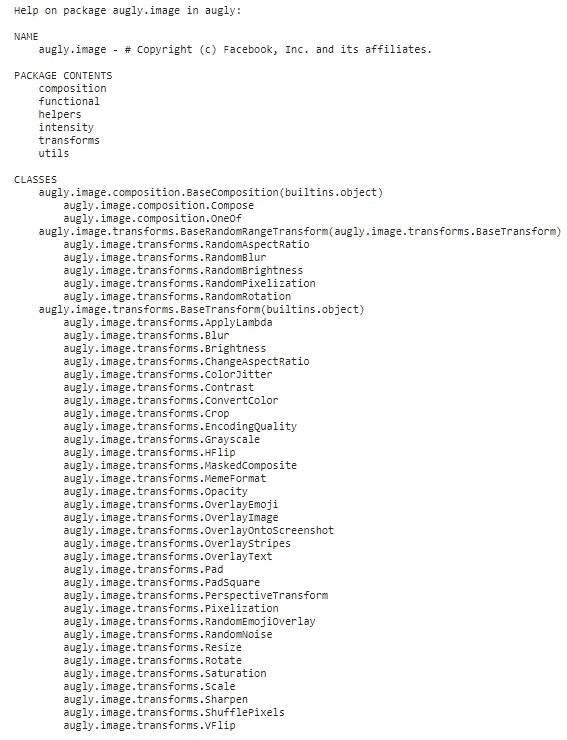 Help on package augly.image in augly:
NAME
augly.image - # Copyright (c) Facebook, Inc. and its affiliates.
PACKAGE CONTENTS
composition
functional
helpers
intensity
transforms
utils
CLASSES
augly.image.composition.BaseComposition(builtins.object)
augly.image.composition.Compose
augly.image.composition.OneOf
augly.image.transforms.BaseRandomRangeTransform(augly.image.transforms.BaseTransform)
augly.image.transforms.RandomAspectRatio
augly.image.transforms.RandomBlur
augly.image.transforms.RandomBrightness
augly.image.transforms.RandomPixelization
augly.image.transforms.RandomRotation
augly.image.transforms.BaseTransform(builtins.object)
augly.image.transforms.ApplyLambda
augly.image.transforms.Blur
augly.image.transforms.Brightness
augly.image.transforms.ChangeAspectRatio
augly.image.transforms.ColorJitter
augly.image.transforms.Contrast
augly.image.transforms.ConvertColor
augly.image.transforms.Crop
augly.image.transforms.EncodingQuality
augly.image.transforms.Grayscale
augly.image.transforms.HFlip
augly.image.transforms.MaskedComposite
augly.image.transforms.MemeFormat
augly.image.transforms.Opacity
augly.image.transforms.OverlayEmoji
augly.image.transforms.OverlayImage
augly.image.transforms.OverlayOntoScreenshot
augly.image.transforms.OverlayStripes
augly.image.transforms.OverlayText
augly.image.transforms.Pad
augly.image.transforms.PadSquare
augly.image.transforms.PerspectiveTransform
augly.image.transforms.Pixelization
augly.image.transforms.RandomEmojiOverlay
augly.image.transforms.RandomNoise
augly.image.transforms.Resize
augly.image.transforms.Rotate
augly.image.transforms.Saturation
augly.image.transforms.Scale
augly.image.transforms.Sharpen
augly.image.transforms.ShufflePixels
augly.image.transforms.VFlip